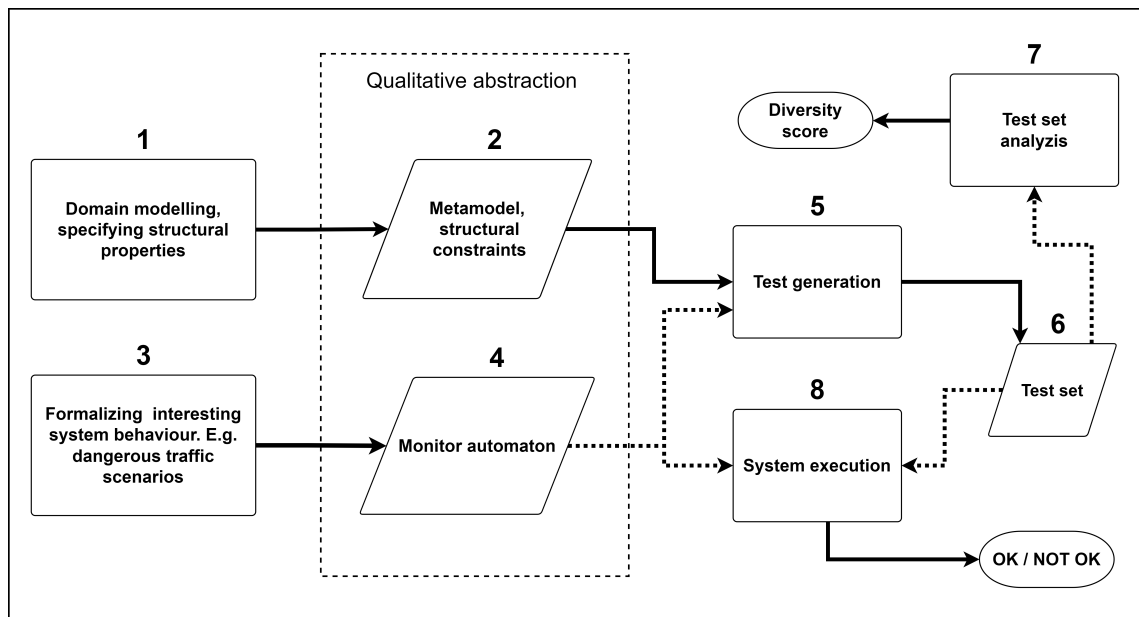 Qualitative abstraction
1
Domain modelling,
specifying structural
properties
2
Metamodel,
structural
constraints
3
Formalizing interesting
system behaviour. E.g.
dangerous traffic
scenarios
4
Monitor automaton
5
Test generation
6
Test set
7
Test set
analyzis
Diversity
score
8
System execution
OK / NOT OK